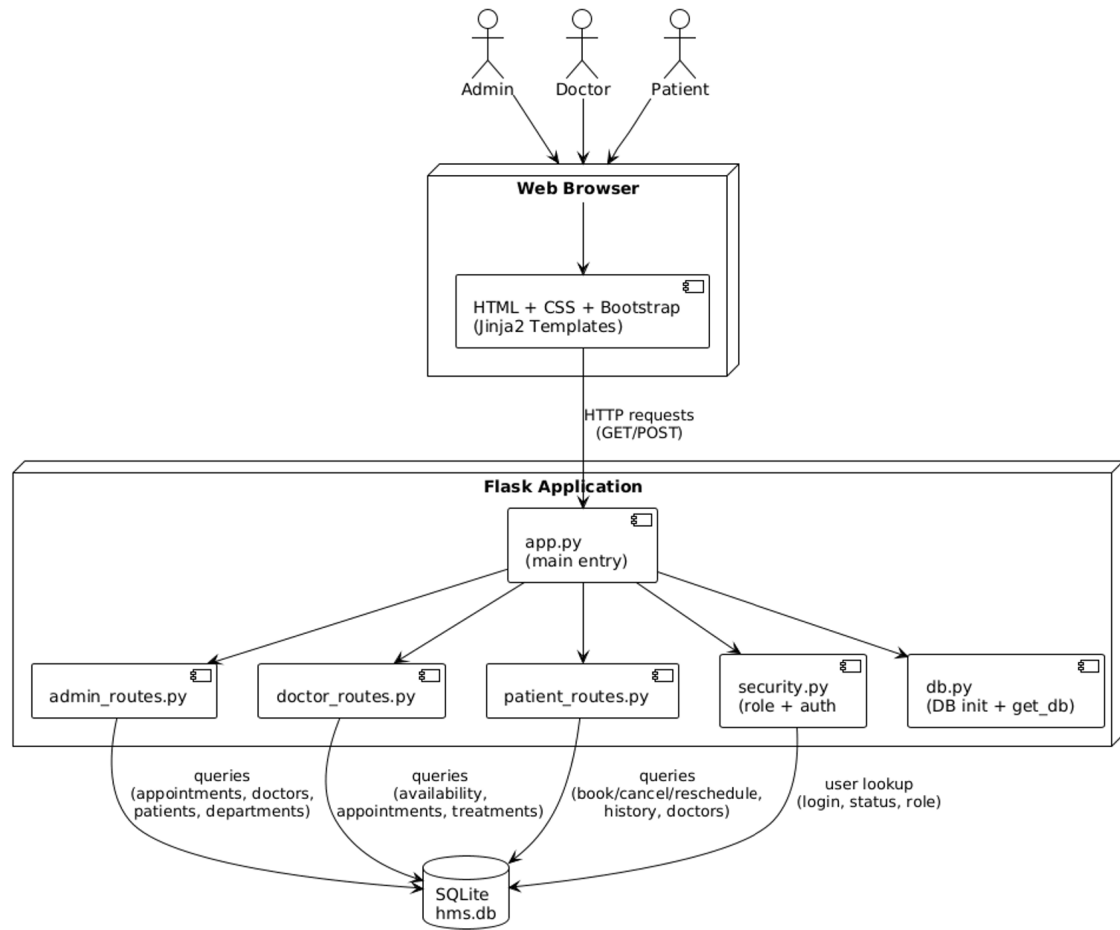 Admin
Doctor
Patient
Web Browser
HTML + CSS + Bootstrap
(Jinja2 Templates)
HTTP requests
(GET/POST)
Flask Application
app.py
(main entry)
admin_routes.py
doctor_routes.py
patient_routes.py
security.py
(role + auth
db.py
(DB init + get_db)
queries
(appointments, doctors,
patients, departments)
queries
(availability,
appointments, treatments)
queries
(book/cancel/reschedule,
history, doctors)
user lookup
(login, status, role)
SQLite
hms.db